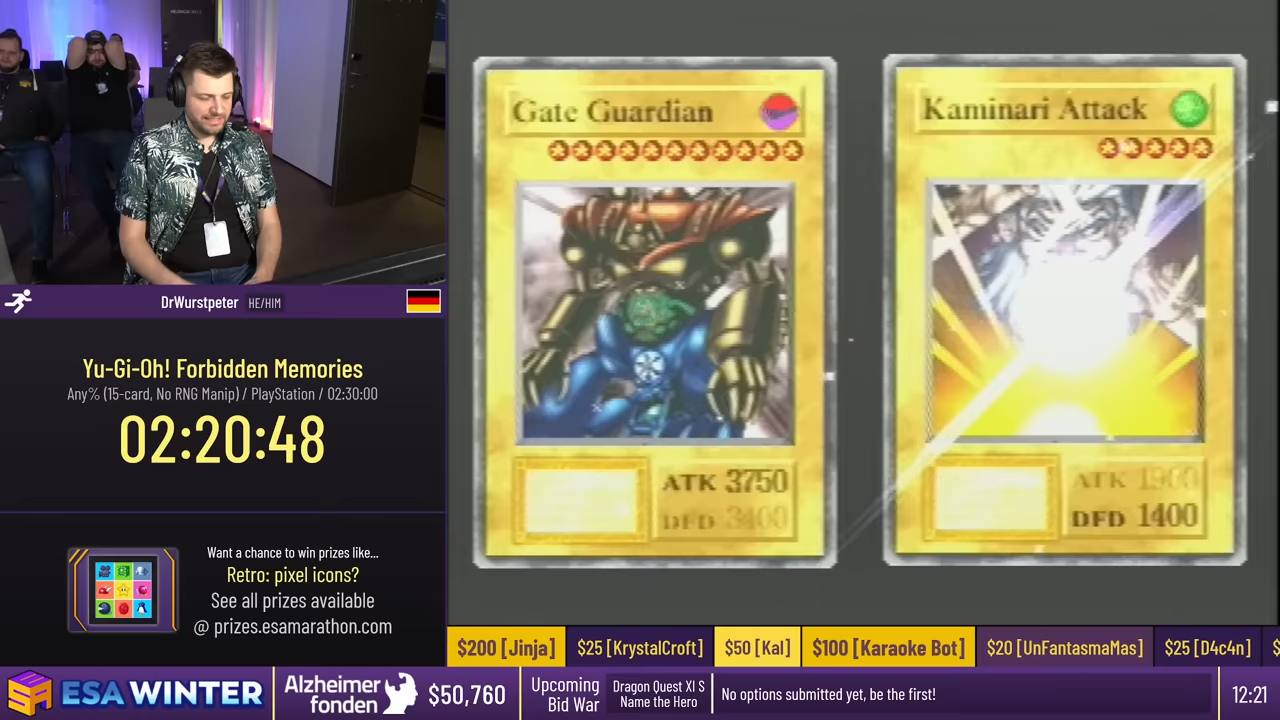 Gate Guardian
Kaminari Attack
ATK 3750
DFD 3400
ATK 1900
DFD 1400
DrWurstpeter HE/HIM
Yu-Gi-Oh! Forbidden Memories
Any% (15-card, No RNG Manip) / PlayStation / 02:30:00
02:20:48
Want a chance to win prizes like...
Retro: pixel icons?
See all prizes available
@ prizes.esamarathon.com
$200 [Jinja] $25 [KrystalCroft] $50 [Kal] $100 [Karaoke Bot] $20 [UnFantasmaMas] $25 [D4c4n] $
ESA WINTER
Alzheimer
fonden
$50,760
Upcoming
Bid War
Dragon Quest XI S
Name the Hero
No options submitted yet, be the first!
12:21